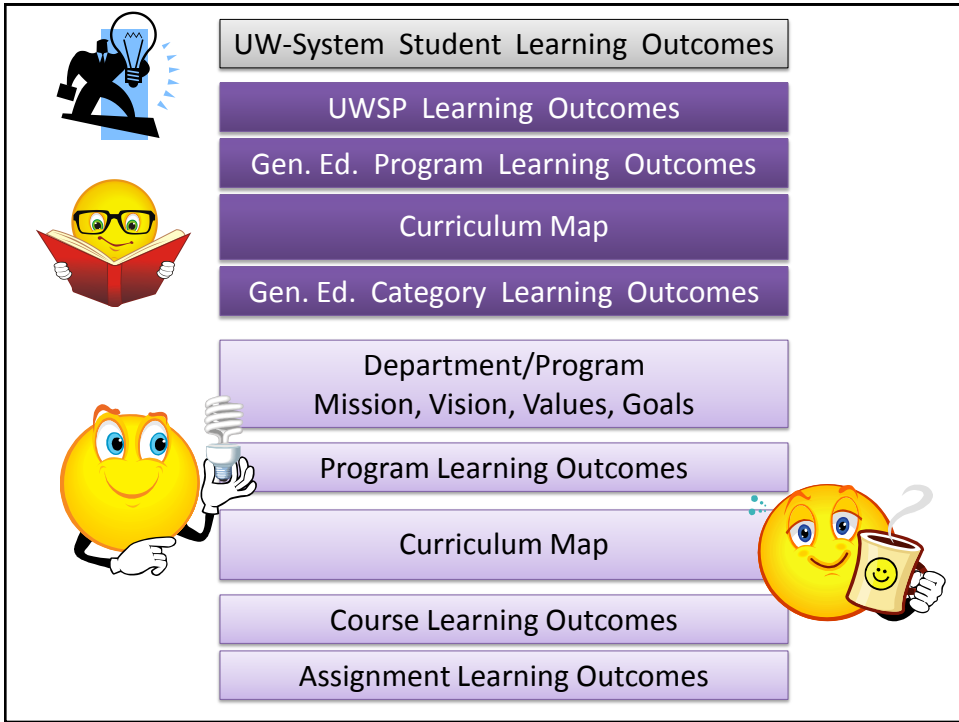 UW-System Student Learning Outcomes
UWSP Learning Outcomes
Gen. Ed. Program Learning Outcomes
Curriculum Map
Gen. Ed. Category Learning Outcomes
Department/Program
Mission, Vision, Values, Goals
Program Learning Outcomes
Curriculum Map
Course Learning Outcomes
Assignment Learning Outcomes